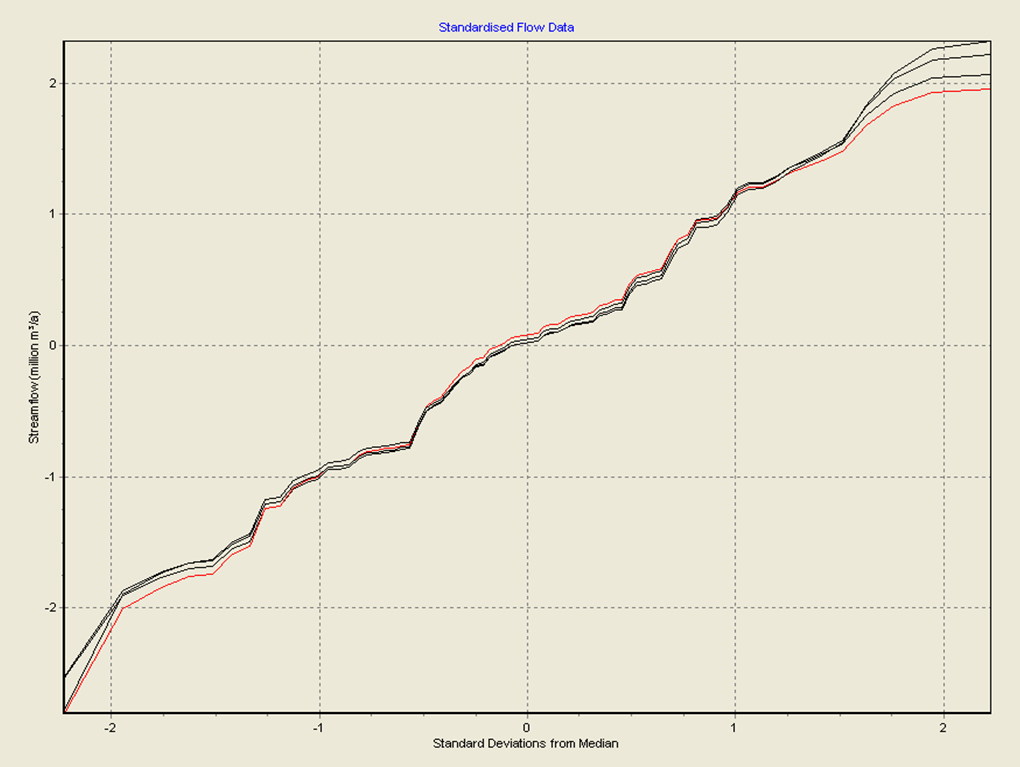 Standardised Flow Data
2
1
0
-1
-2
Streamflow (million m³/a)
-2 -1 0 1 2
Standard Deviations from Median